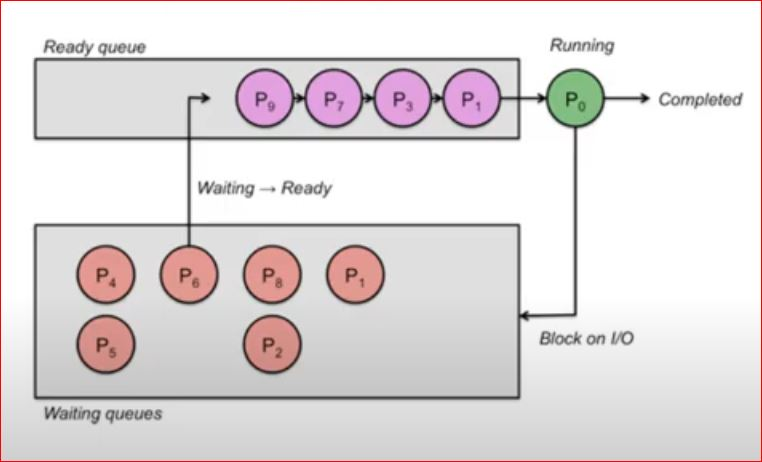 Ready queue
Running
P9 P7 P3 P1 P0 Completed
Waiting → Ready
P4 P6 P8 P1
P5 P2
Block on I/O
Waiting queues